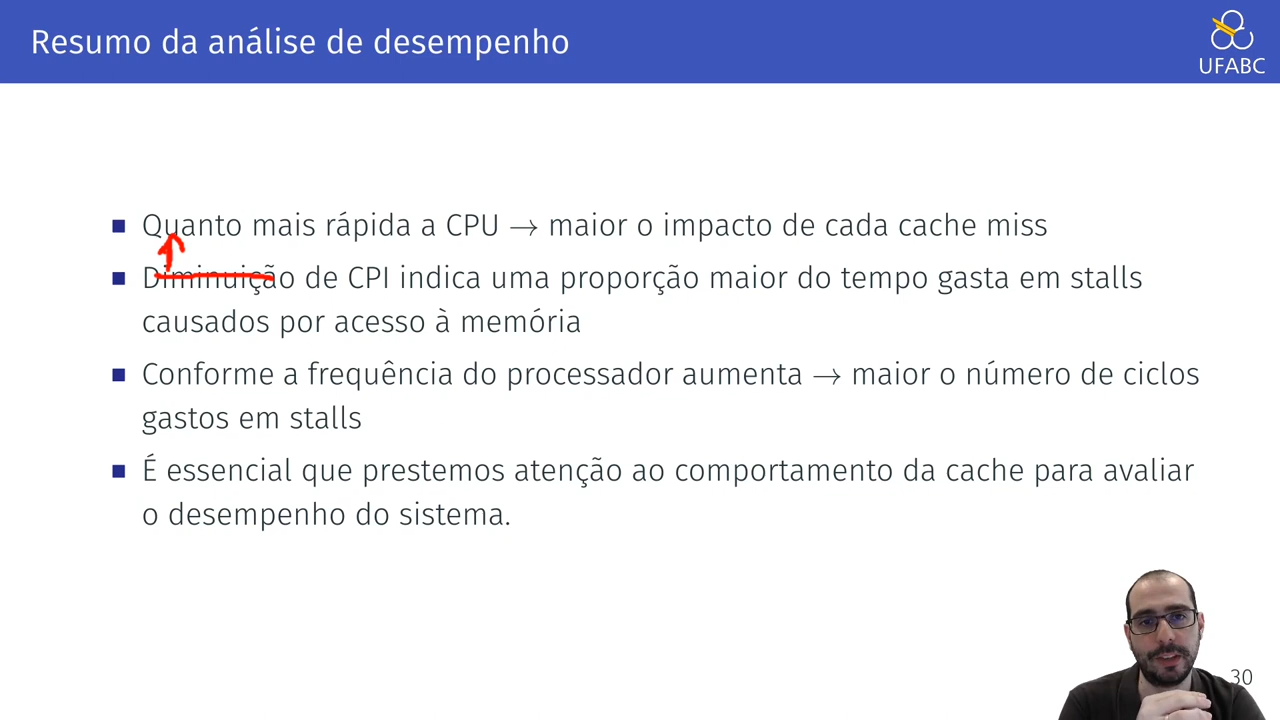 Resumo da análise de desempenho
UFABC
Quanto mais rápida a CPU → maior o impacto de cada cache miss
Diminuição de CPI indica uma proporção maior do tempo gasta em stalls
causados por acesso à memória
Conforme a frequência do processador aumenta → maior o número de ciclos
gastos em stalls
É essencial que prestemos atenção ao comportamento da cache para avaliar
o desempenho do sistema.
30